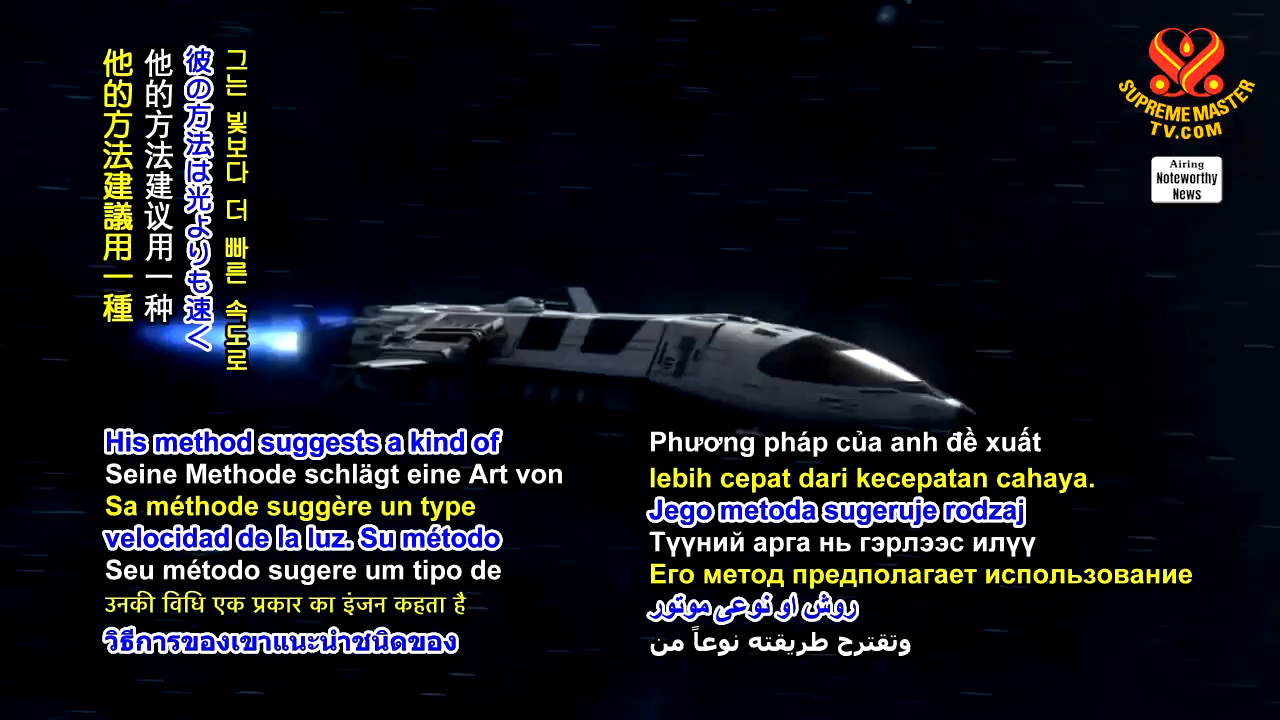 他的方法建議用一種
他的方法建议用一种
彼の方法は光よりも速く
그는 빛보다 더 빠른 속도로
SUPREME MASTER
TV.COM
Airing
Noteworthy
News
His method suggests a kind of
Seine Methode schlägt eine Art von
Sa méthode suggère un type
velocidad de la luz. Su método
Seu método sugere um tipo de
उनकी विधि एक प्रकार का इंजन कहता है
วิธีการของเขาแนะนำชนิดของ
Phương pháp của anh đề xuất
lebih cepat dari kecepatan cahaya.
Jego metoda sugeruje rodzaj
Түүний арга нь гэрлээс илүү
Его метод предполагает использование
روش او نوعی موتور
وتقترح طريقته نوعاً من